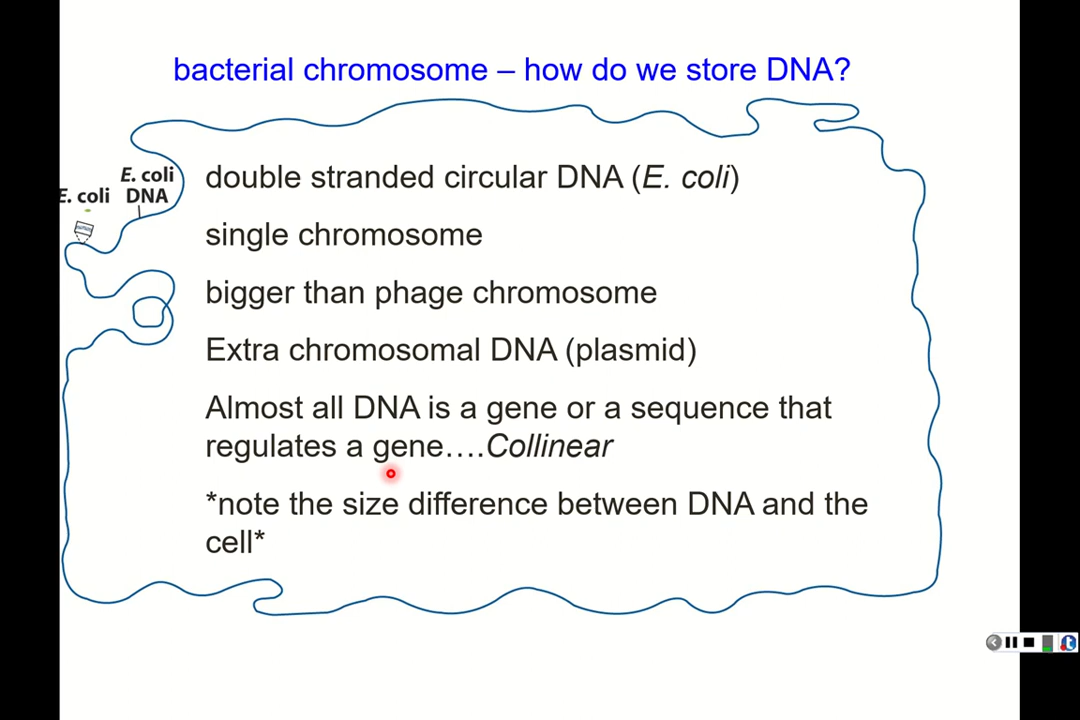 bacterial chromosome – how do we store DNA?
E. coli
DNA
E. coli
double stranded circular DNA (E. coli)
single chromosome
bigger than phage chromosome
Extra chromosomal DNA (plasmid)
Almost all DNA is a gene or a sequence that
regulates a gene….Collinear
*note the size difference between DNA and the
cell*